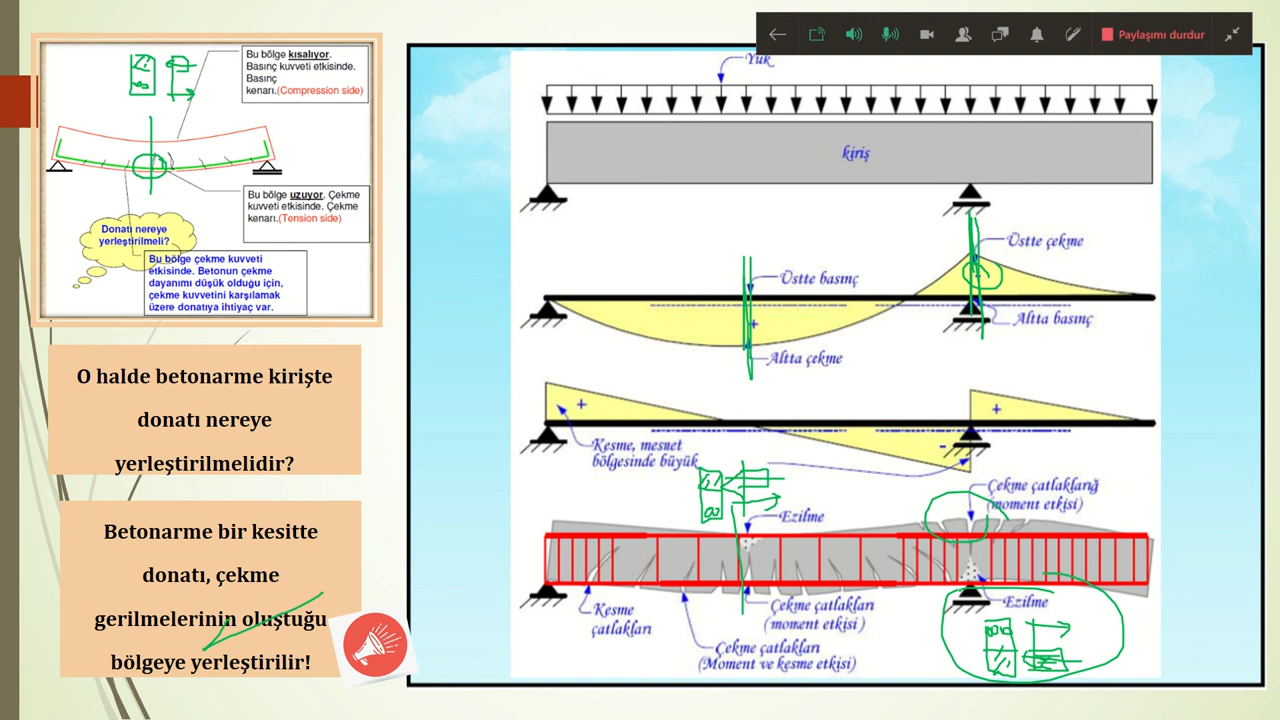 Paylaşımı durdur
Bu bölge kısalıyor.
Basınç kuvveti etkisinde.
Basınç
kenarı.(Compression side)
Bu bölge uzuyor. Çekme
kuvveti etkisinde. Çekme
kenarı.(Tension side)
Donatı nereye
yerleştirilmeli?
Bu bölge çekme kuvveti
etkisinde. Betonun çekme
dayanımı düşük olduğu için,
çekme kuvvetini karşılamak
üzere donatıya ihtiyaç var.
O halde betonarme kirişte
donatı nereye
yerleştirilmelidir?
Betonarme bir kesitte
donatı, çekme
gerilmelerinin oluştuğu
bölgeye yerleştirilir!
Yük
kiriş
Üstte çekme
Üstte basınç
+
Altta basınç
Altta çekme
+
+
Kesme, mesnet
bölgesinde büyük
-
Çekme çatlaklarığ
(moment etkisi)
Ezilme
Ezilme
Kesme
çatlakları
Çekme çatlakları
(moment etkisi)
Çekme çatlakları
(Moment ve kesme etkisi)